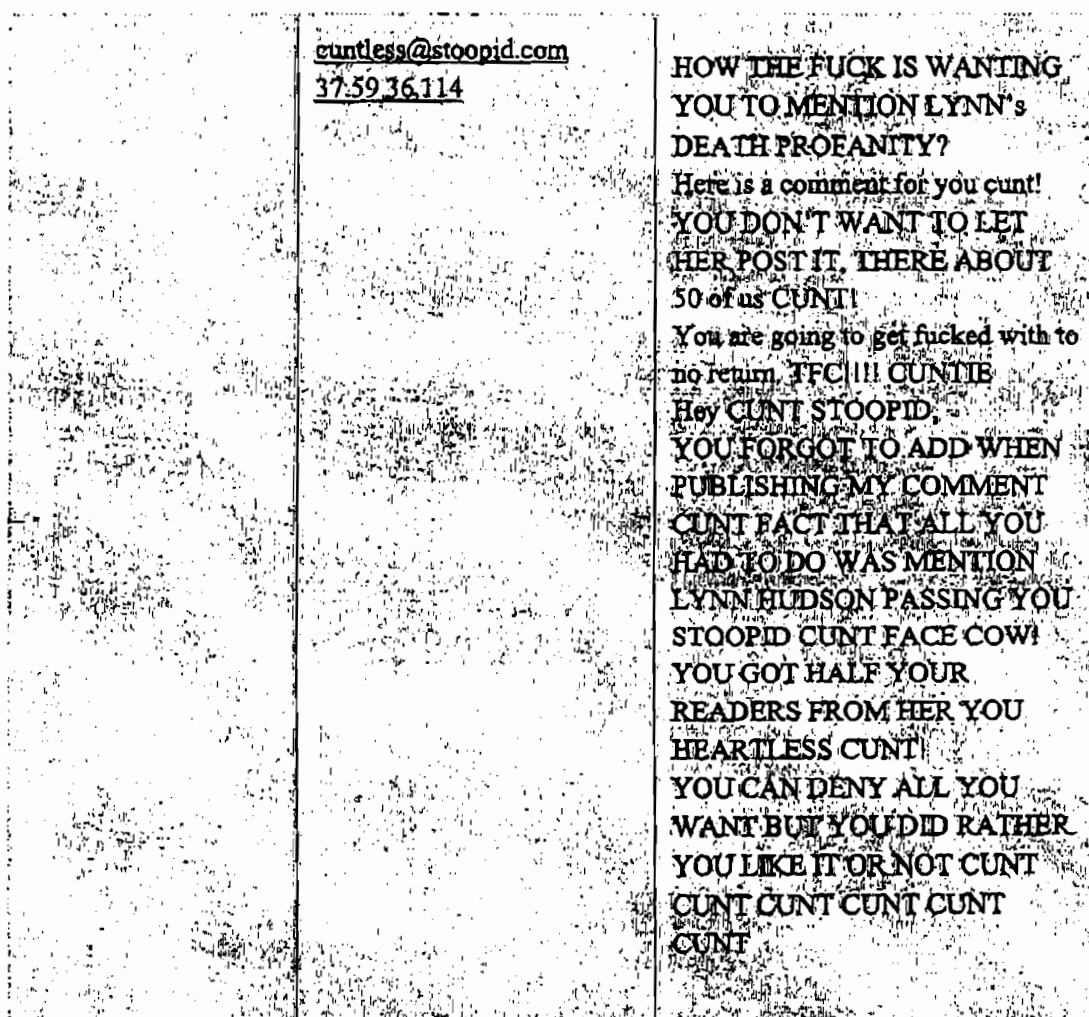 cuntless@stoopid.com
37.59.36.114
HOW THE FUCK IS WANTING
YOU TO MENTION LYNN's
DEATH PROFANITY?
Here is a comment for you cunt!
YOU DON'T WANT TO LET
HER POST IT, THERE ABOUT
50 of us CUNT!
You are going to get fucked with to
no return. TFC!!!!! CUNTIE
Hey CUNT STOOPID,
YOU FORGOT TO ADD WHEN
PUBLISHING MY COMMENT
CUNT FACT THAT ALL YOU
HAD TO DO WAS MENTION
LYNN HUDSON PASSING YOU
STOOPID CUNT FACE COW!
YOU GOT HALF YOUR
READERS FROM HER YOU
HEARTLESS CUNT!
YOU CAN DENY ALL YOU
WANT BUT YOU DID RATHER
YOU LIKE IT OR NOT CUNT
CUNT CUNT CUNT CUNT
CUNT